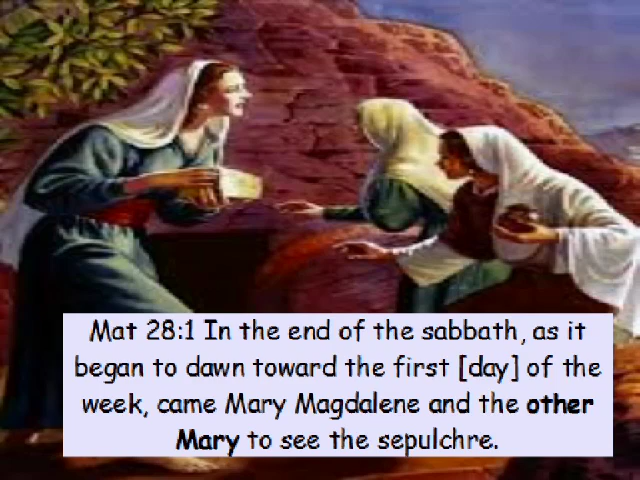 Mat 28:1 In the end of the sabbath, as it
began to dawn toward the first [day] of the
week, came Mary Magdalene and the other
Mary to see the sepulchre.